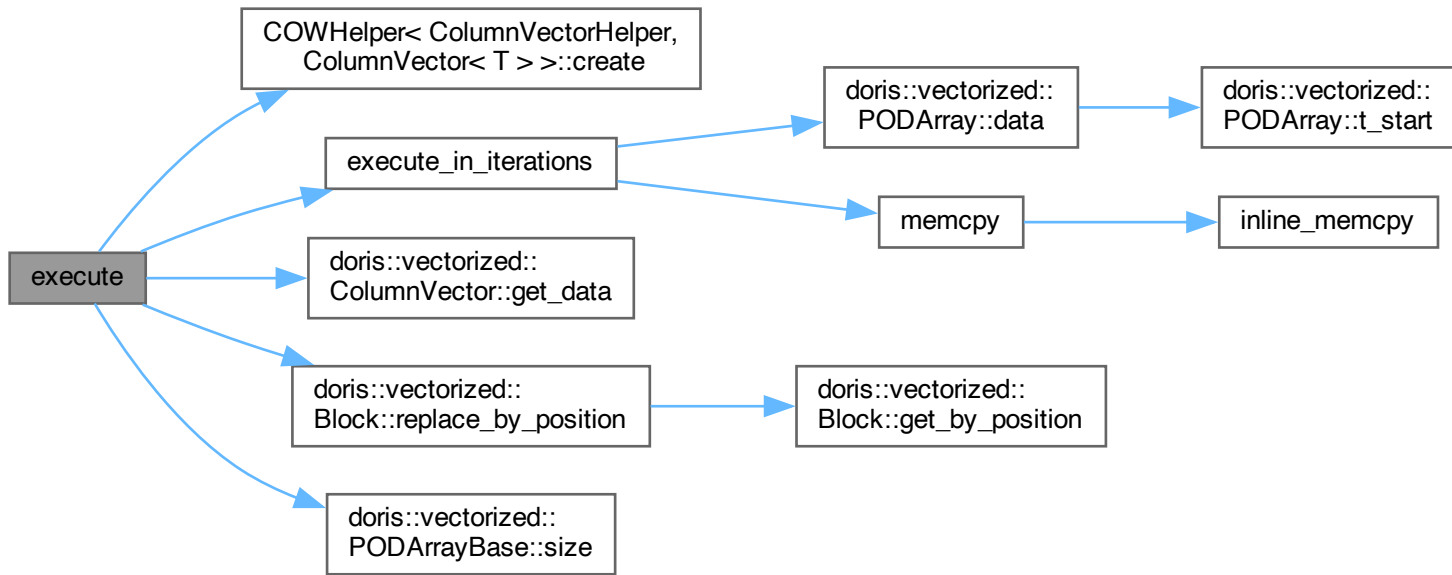 COWHelper< ColumnVectorHelper,
ColumnVector< T > >::create
doris::vectorized::
PODArray::data
doris::vectorized::
PODArray::t_start
execute_in_iterations
memcpy
inline_memcpy
execute
doris::vectorized::
ColumnVector::get_data
doris::vectorized::
Block::replace_by_position
doris::vectorized::
Block::get_by_position
doris::vectorized::
PODArrayBase::size